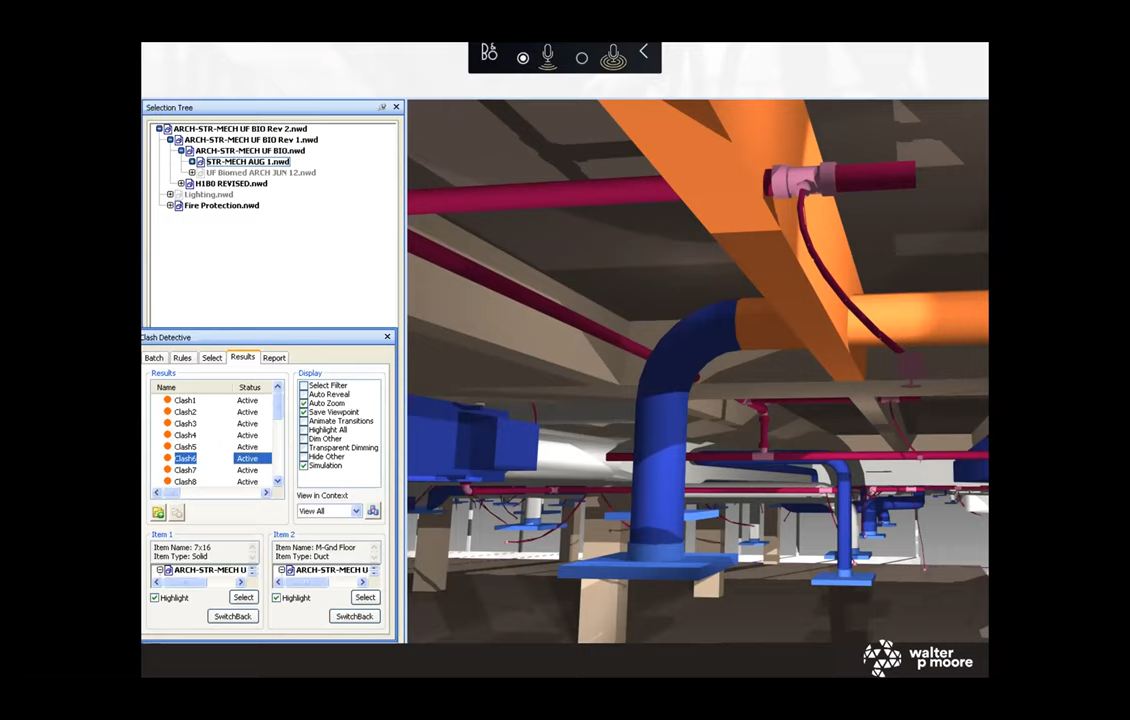 B&O
Selection Tree
ARCH-STR-MECH UF BIO Rev 2.nwd
ARCH-STR-MECH UF BIO Rev 1.nwd
ARCH-STR-MECH UF BIO.nwd
STR-MECH AUG 1.nwd
UF Biomed ARCH JUN 12.nwd
H1B0 REVISED.nwd
Lighting.nwd
Fire Protection.nwd
Clash Detective
Batch Rules Select Results Report
Results
Name Status
Clash1 Active
Clash2 Active
Clash3 Active
Clash4 Active
Clash5 Active
Clash6 Active
Clash7 Active
Clash8 Active
Display
Select Filter
Auto Reveal
Auto Zoom
Save Viewpoint
Animate Transitions
Highlight All
Dim Other
Transparent Dimming
Hide Other
Simulation
View in Context
View All
Item 1
Item Name: 7x16
Item Type: Solid
ARCH-STR-MECH U
Highlight Select
SwitchBack
Item 2
Item Name: M-Gnd Floor
Item Type: Duct
ARCH-STR-MECH U
Highlight Select
SwitchBack
walter
p moore